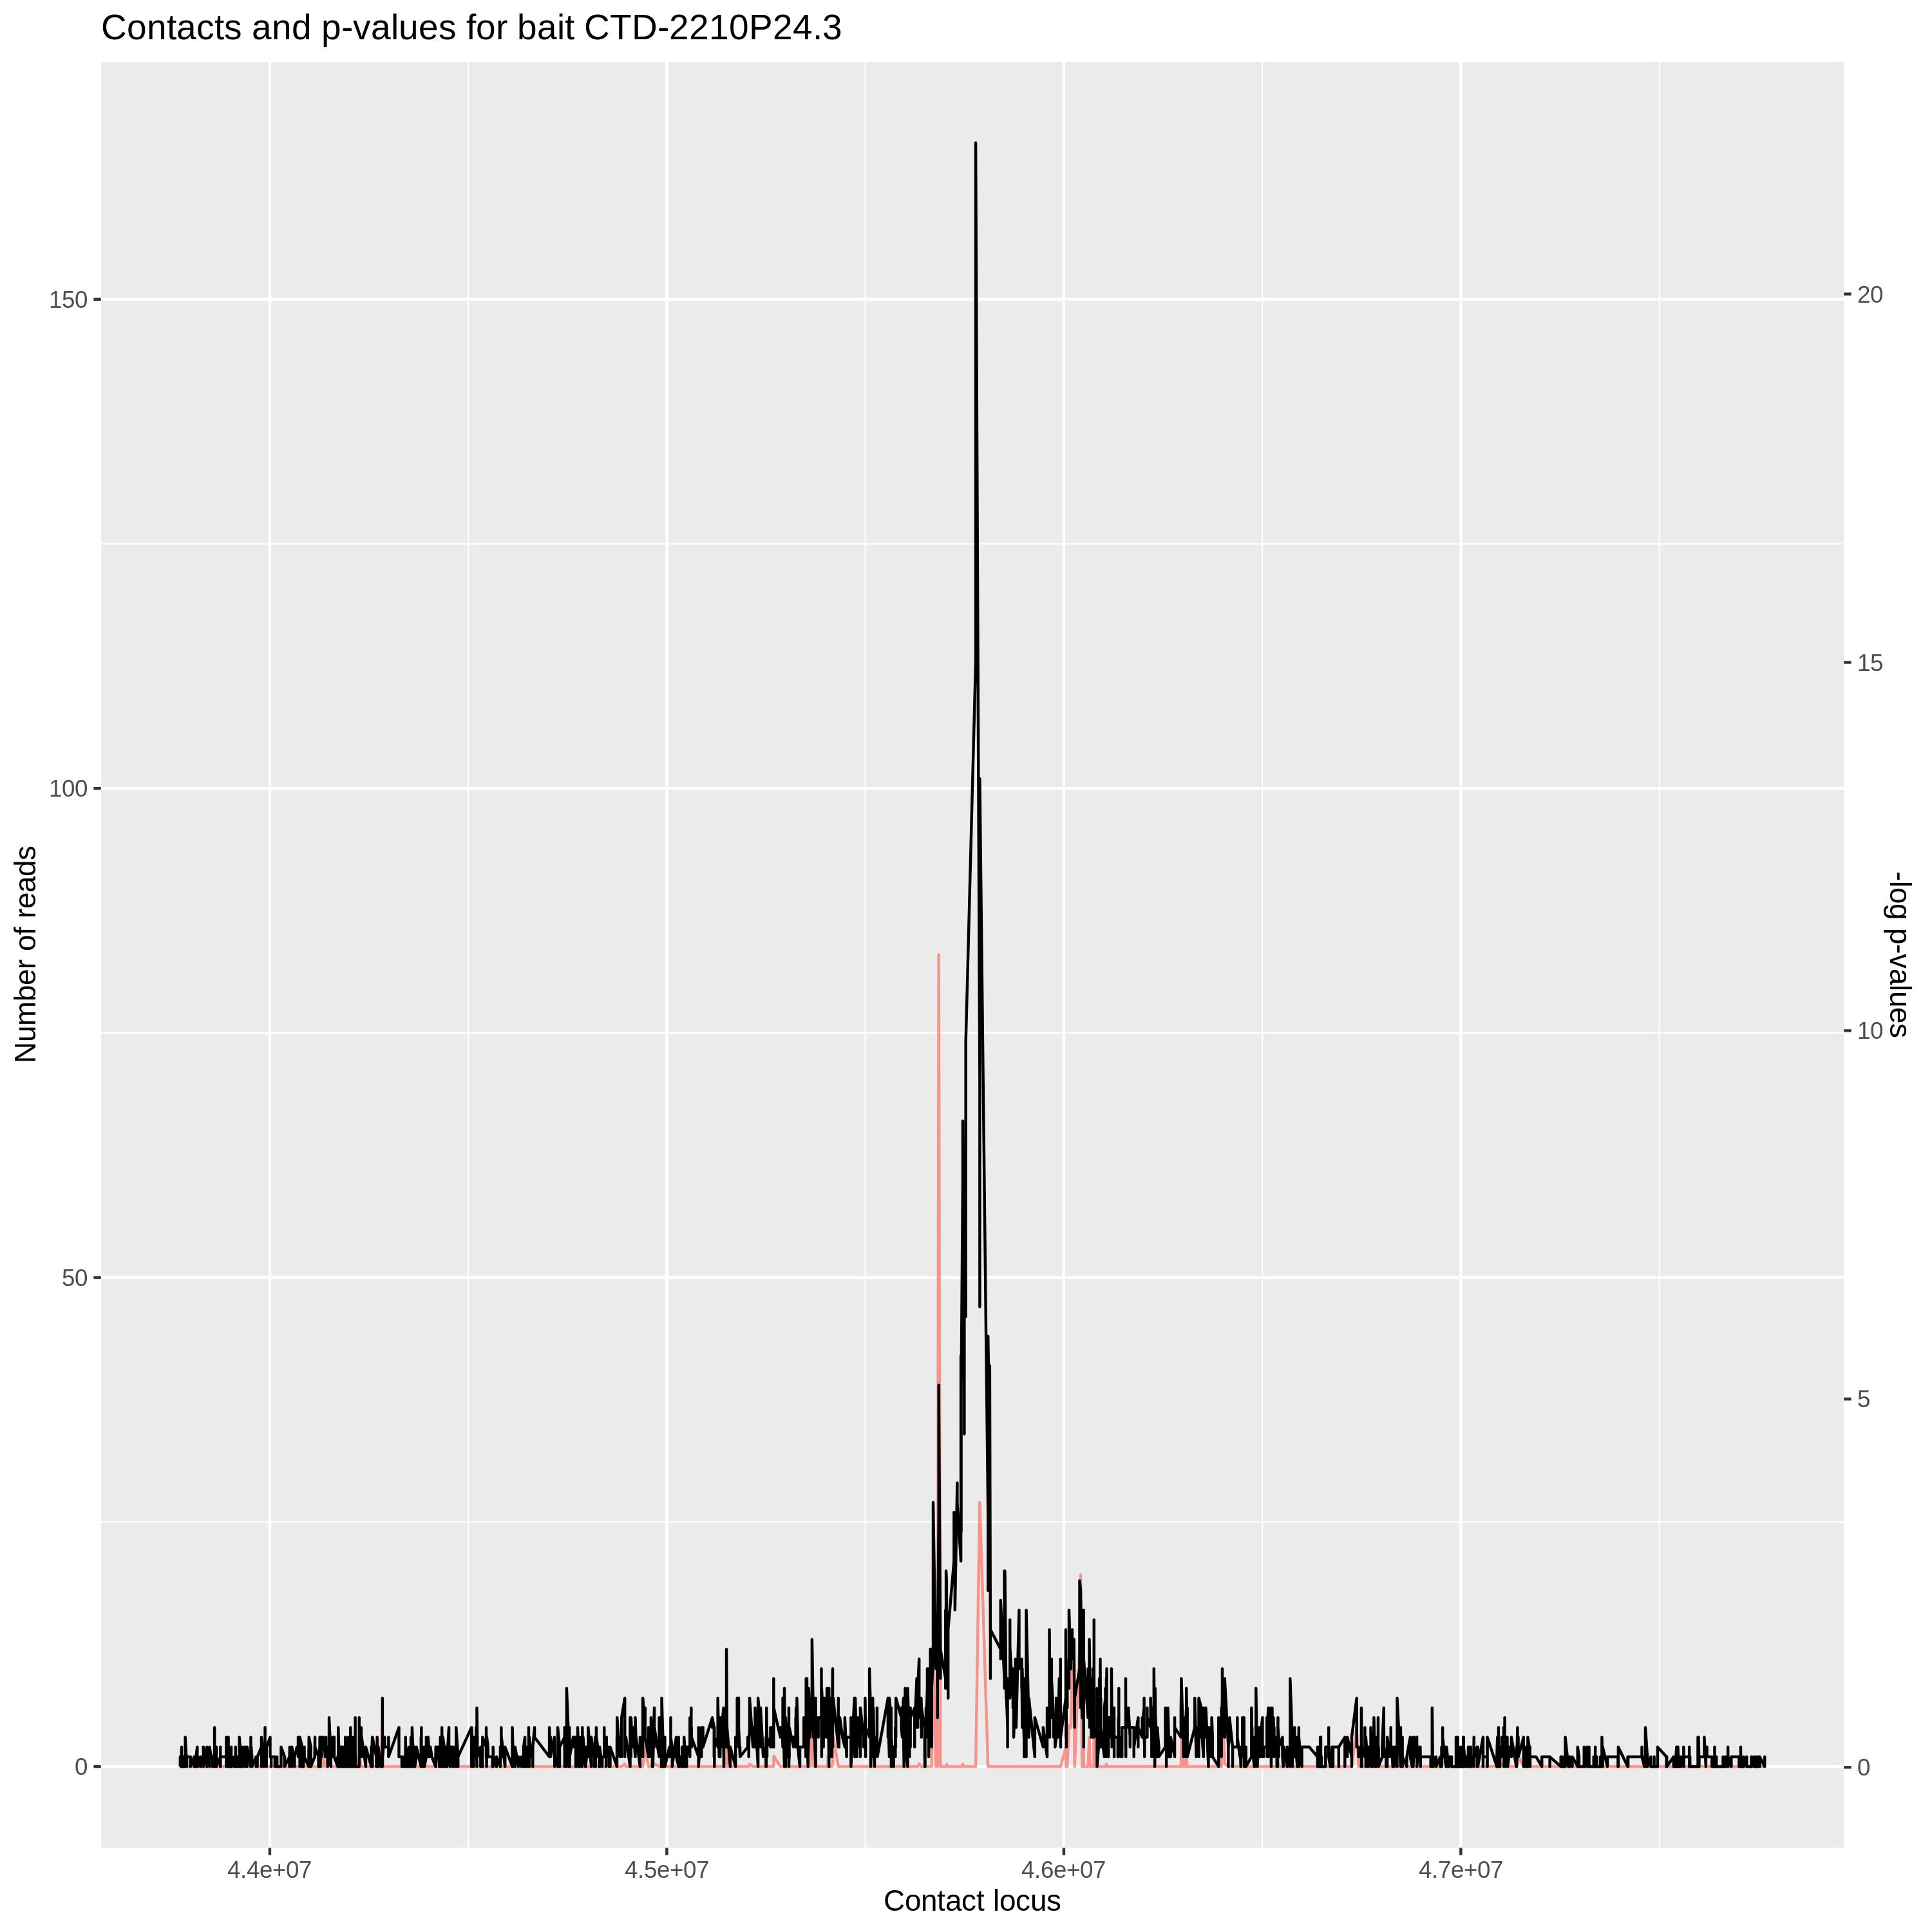 Contacts and p-values for bait CTD-2210P24.3
Number of reads
150
100
50
0
20
15
10
5
0
-log p-values
4.4e+07 4.5e+07 4.6e+07 4.7e+07
Contact locus